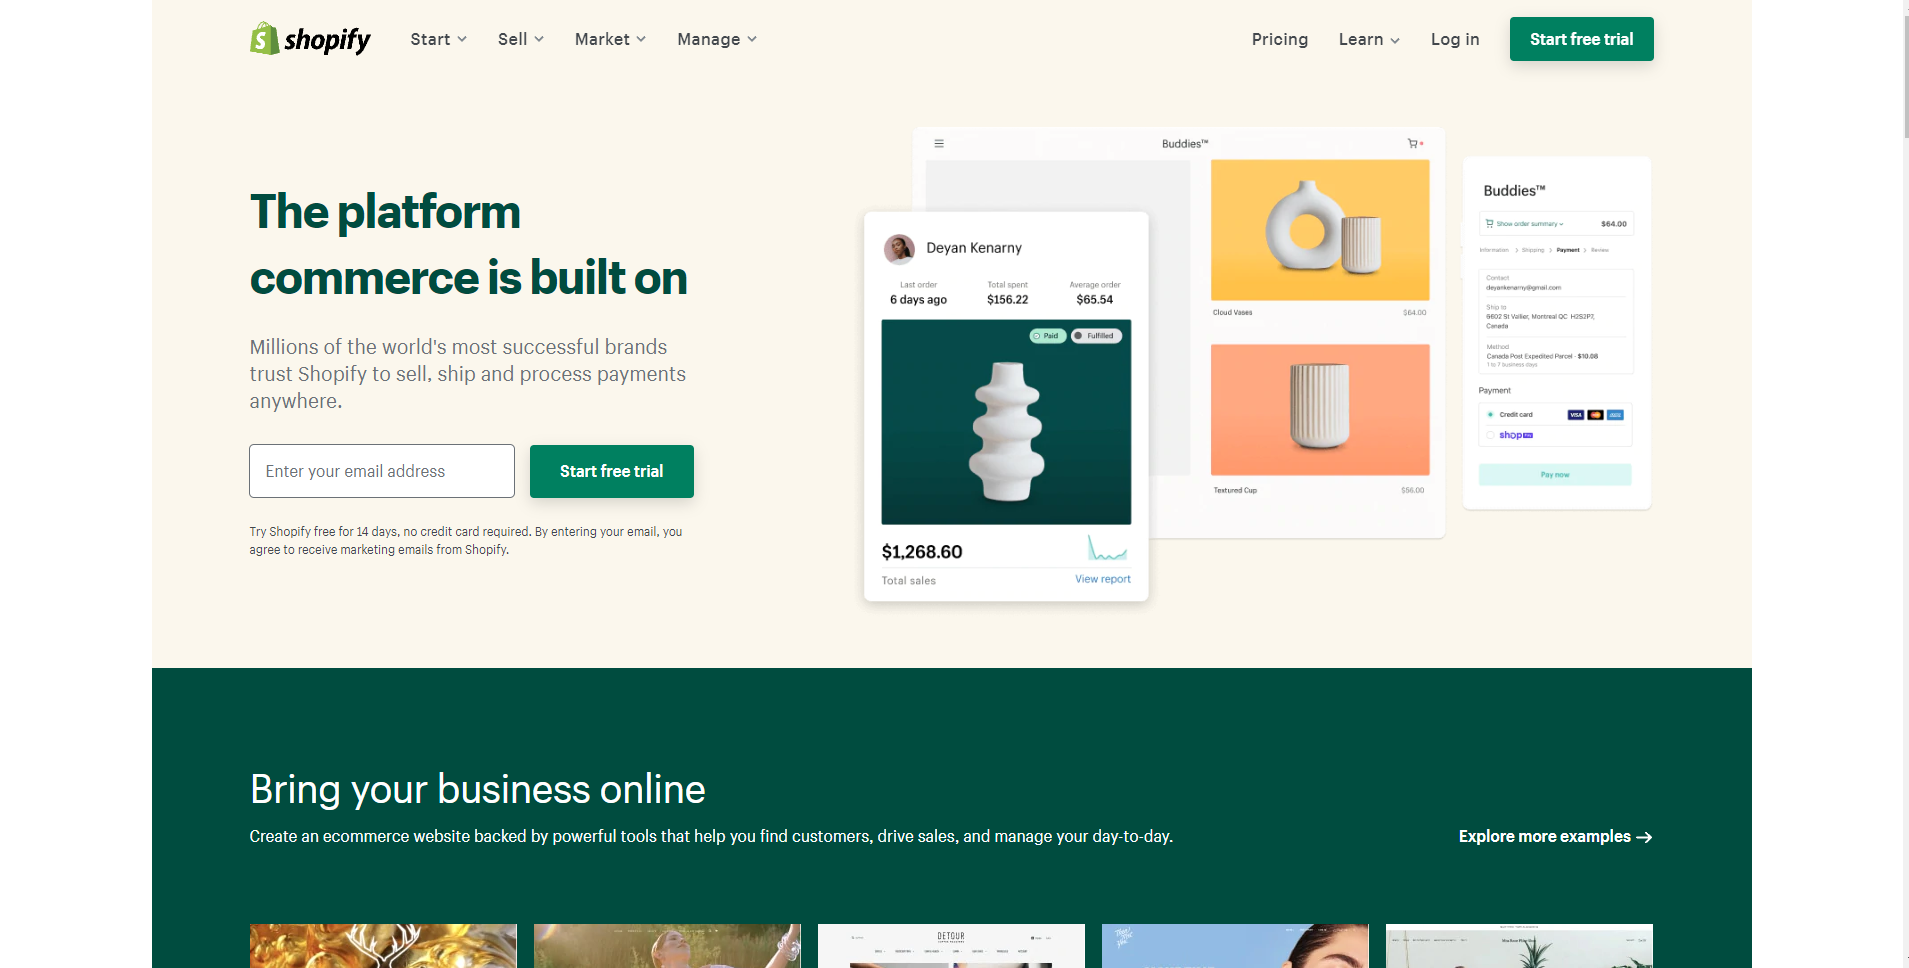 shopify
Start
Sell
Market
Manage
Pricing
Learn
Log in
Start free trial
The platform
commerce is built on
Millions of the world's most successful brands
trust Shopify to sell, ship and process payments
anywhere.
Enter your email address
Start free trial
Try Shopify free for 14 days, no credit card required. By entering your email, you
agree to receive marketing emails from Shopify.
Buddies™
Cloud Vases $64.00
Textured Cup $56.00
Deyan Kenarny
Last order Total spent Average order
6 days ago $156.22 $65.54
Paid Fulfilled
$1,268.60
Total sales View report
Buddies™
Show order summary $64.00
Information Shipping Payment Review
Contact
deyankenarny@gmail.com
Ship to
6602 St Vallier, Montreal QC H2S2P7,
Canada
Method
Canada Post Expedited Parcel · $10.08
1 to 7 business days
Payment
Credit card VISA
shop Pay
Pay now
Bring your business online
Create an ecommerce website backed by powerful tools that help you find customers, drive sales, and manage your day-to-day.
Explore more examples →
DETOUR